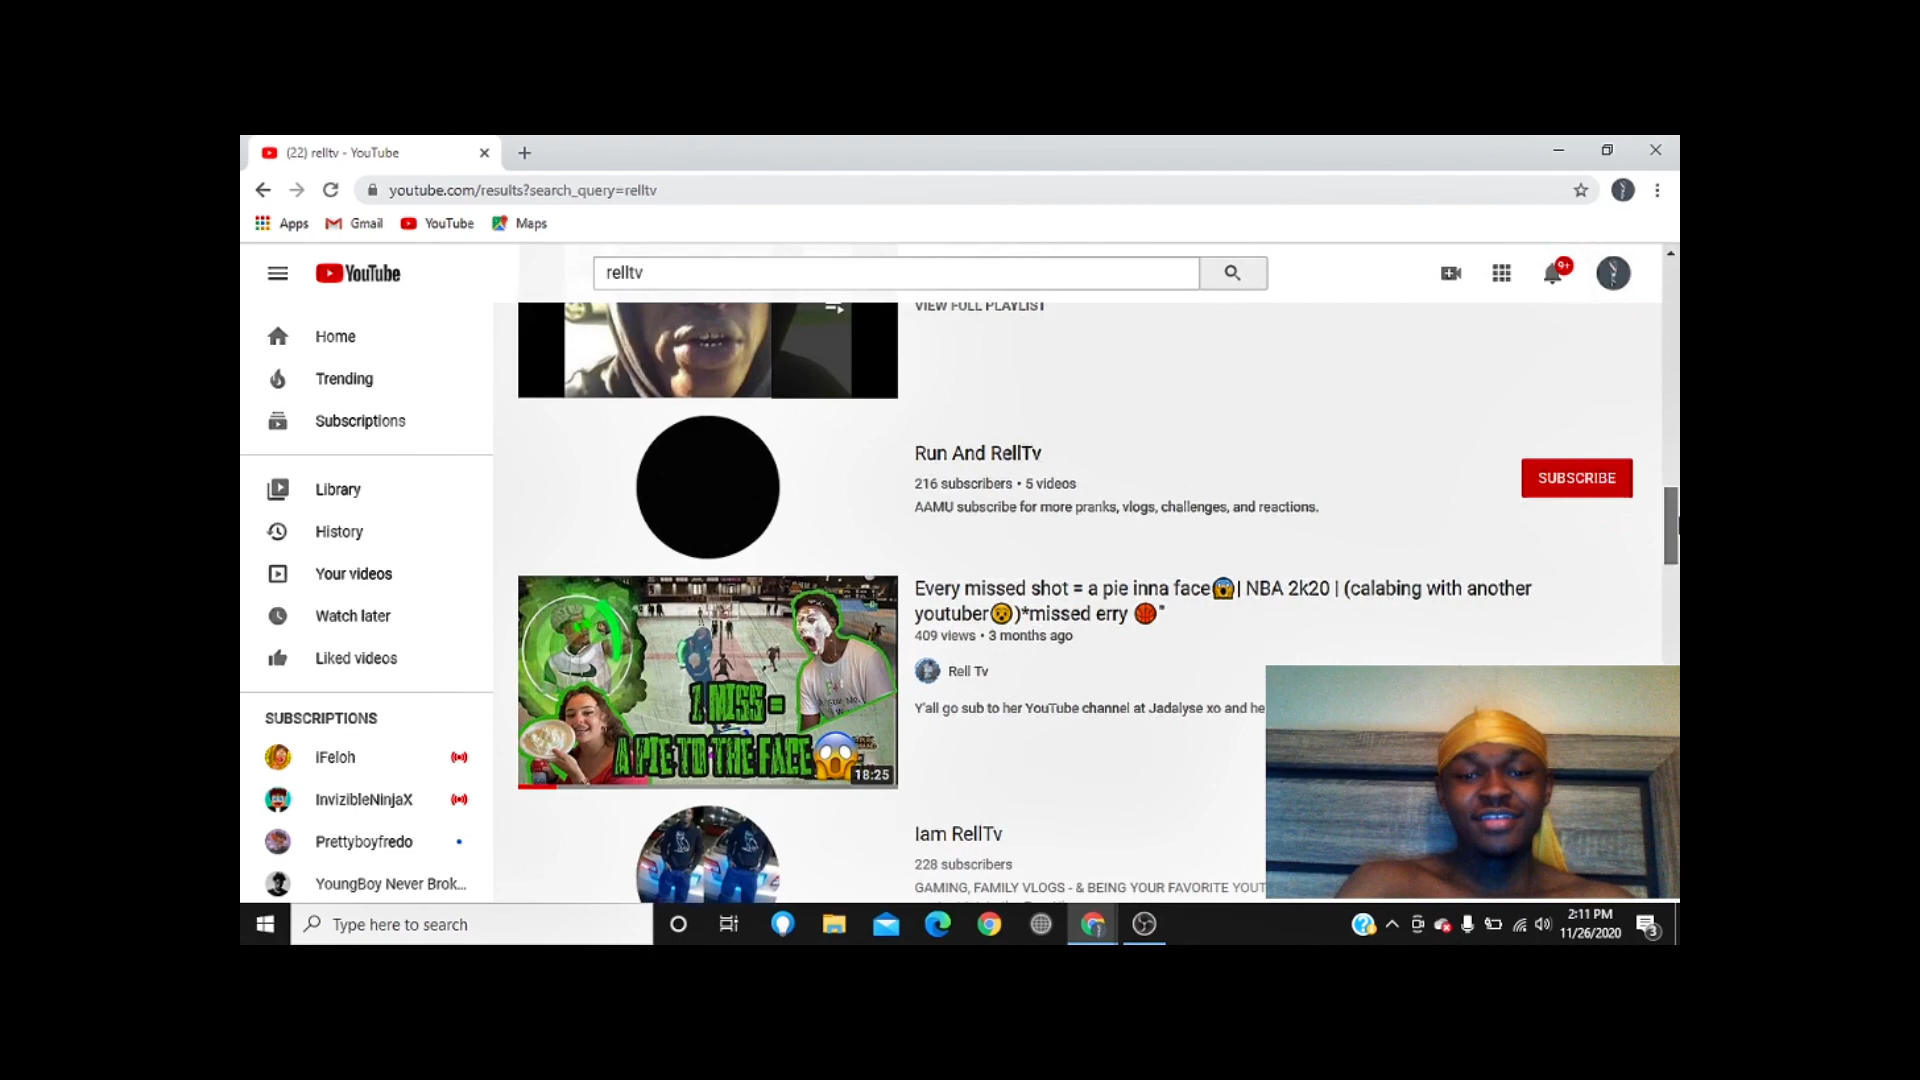 (22) relltv - YouTube
youtube.com/results?search_query=relltv
Apps Gmail YouTube Maps
YouTube
relltv
9+
Home
Trending
Subscriptions
Library
History
Your videos
Watch later
Liked videos
SUBSCRIPTIONS
iFeloh
InvizibleNinjaX
Prettyboyfredo
YoungBoy Never Brok...
VIEW FULL PLAYLIST
Run And RellTv
216 subscribers • 5 videos
AAMU subscribe for more pranks, vlogs, challenges, and reactions.
SUBSCRIBE
1 MISS =
A PIE TO THE FACE
18:25
Every missed shot = a pie inna face😱| NBA 2k20 | (calabing with another
youtuber😯)*missed erry 🏀"
409 views • 3 months ago
Rell Tv
Y'all go sub to her YouTube channel at Jadalyse xo and he
Iam RellTv
228 subscribers
GAMING, FAMILY VLOGS - & BEING YOUR FAVORITE YOUT
Type here to search
2:11 PM
11/26/2020
3